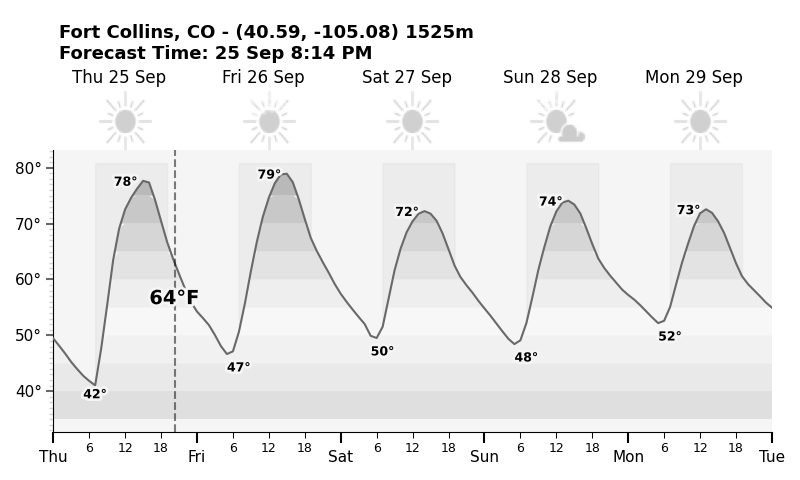 Fort Collins, CO - (40.59, -105.08) 1525m
Forecast Time: 25 Sep 8:14 PM
Thu 25 Sep Fri 26 Sep Sat 27 Sep Sun 28 Sep Mon 29 Sep
80°
78° 79° 72° 74° 73°
70°
64°F
60°
50°
47° 50° 48° 52°
40°
42°
6 12 18 6 12 18 6 12 18 6 12 18 6 12 18
Thu Fri Sat Sun Mon Tue